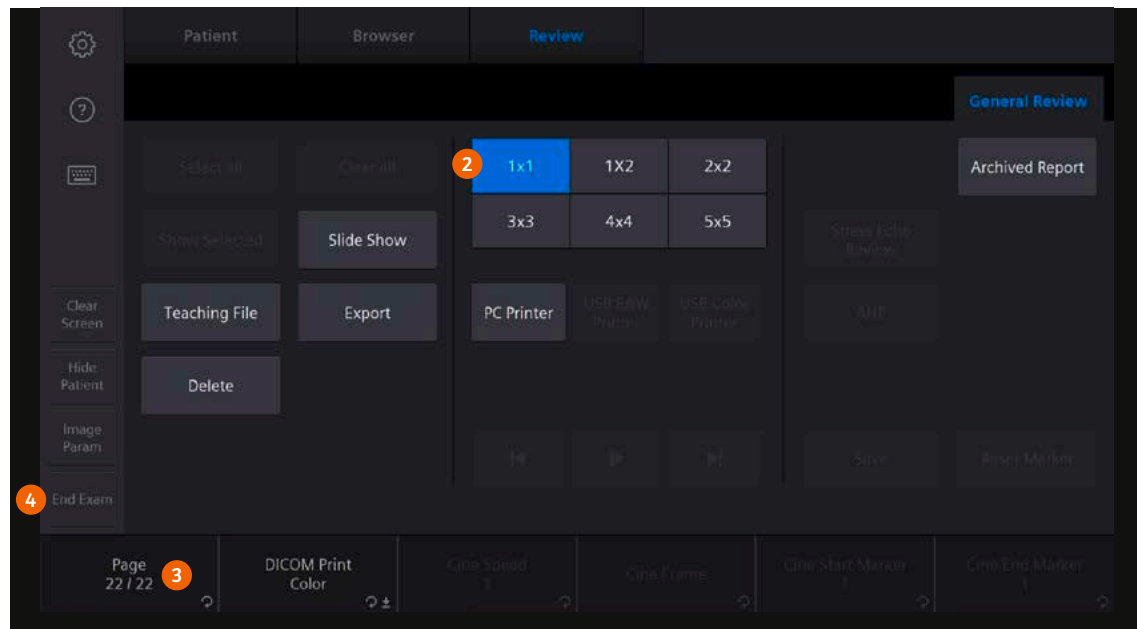 Patient
Browser
Review
General Review
Select all
Clear all
2
1x1
1X2
2x2
Archived Report
Show Selected
Slide Show
3x3
4x4
5x5
Stress Echo
Review
Clear
Screen
Teaching File
Export
PC Printer
USB B&W
Printer
USB Color
Printer
Hide
Patient
Delete
Image
Param
Save
Reset Marker
4
End Exam
Page
22 / 22
3
DICOM Print
Color
Cine Speed
1
Cine Frame
Cine Start Marker
1
Cine End Marker
1